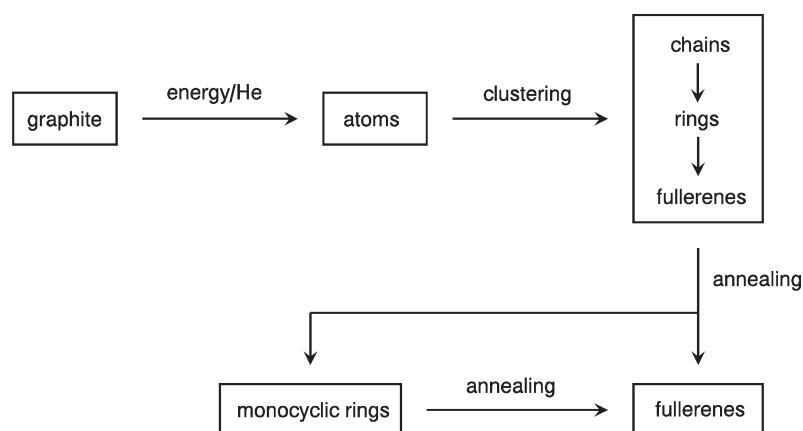 graphite
energy/He
atoms
clustering
chains
rings
fullerenes
annealing
monocyclic rings
annealing
fullerenes